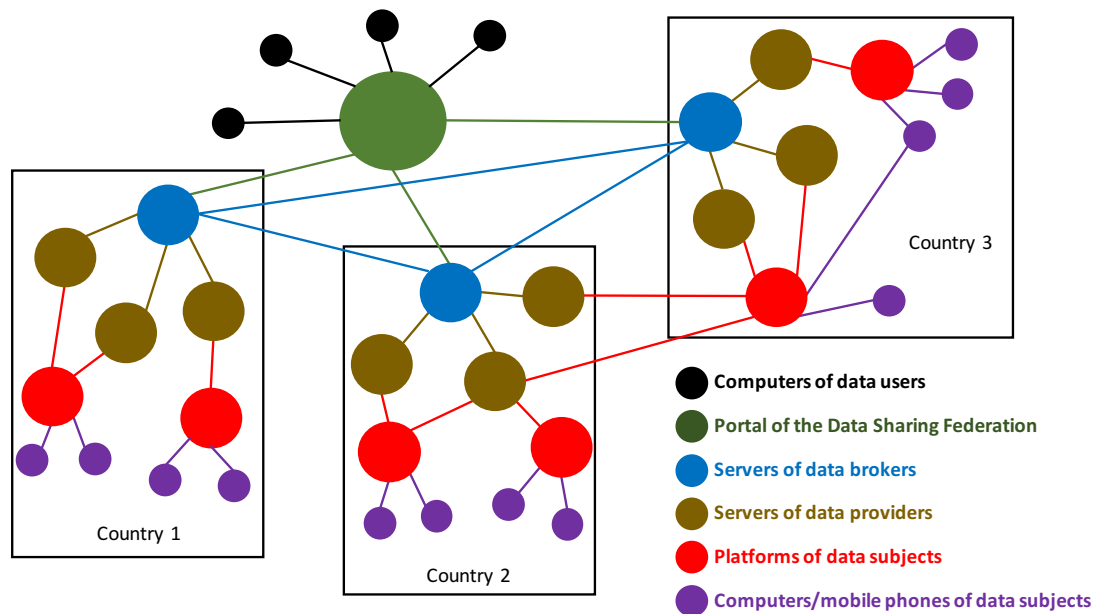 Country 3
Country 1
Country 2
Computers of data users
Portal of the Data Sharing Federation
Servers of data brokers
Servers of data providers
Platforms of data subjects
Computers/mobile phones of data subjects